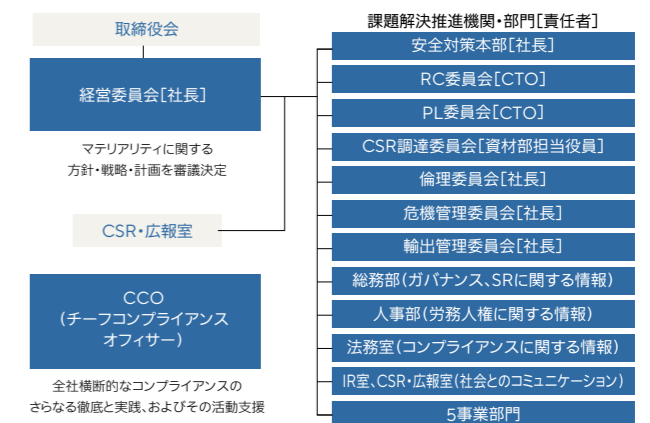 取締役会
経営委員会[社長]
マテリアリティに関する
方針・戦略・計画を審議決定
CSR・広報室
CCO
(チーフコンプライアンス
オフィサー)
全社横断的なコンプライアンスの
さらなる徹底と実践、およびその活動支援
課題解決推進機関・部門[責任者]
安全対策本部[社長]
RC委員会[CTO]
PL委員会[CTO]
CSR調達委員会[資材部担当役員]
倫理委員会[社長]
危機管理委員会[社長]
輸出管理委員会[社長]
総務部(ガバナンス、SRに関する情報)
人事部(労務人権に関する情報)
法務室(コンプライアンスに関する情報)
IR室、CSR・広報室(社会とのコミュニケーション)
5事業部門